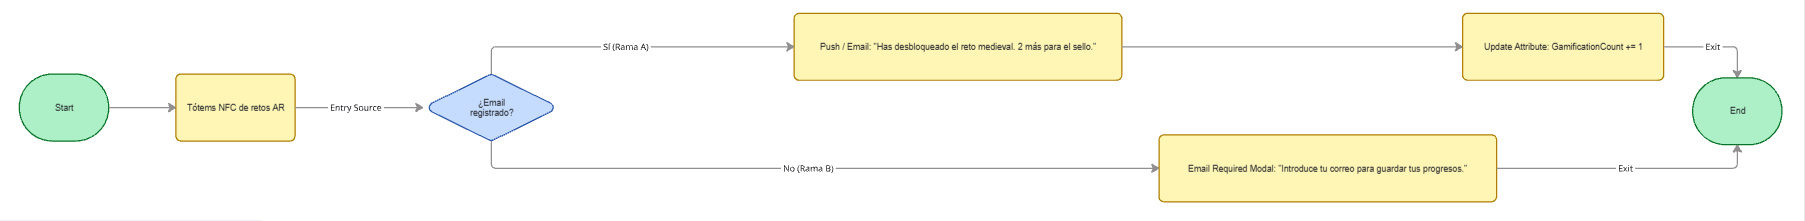 Start
Tótems NFC de retos AR
Entry Source
¿Email
registrado?
Sí (Rama A)
Push / Email: "Has desbloqueado el reto medieval. 2 más para el sello."
Update Attribute: GamificationCount += 1
Exit
No (Rama B)
Email Required Modal: "Introduce tu correo para guardar tus progresos."
Exit
End